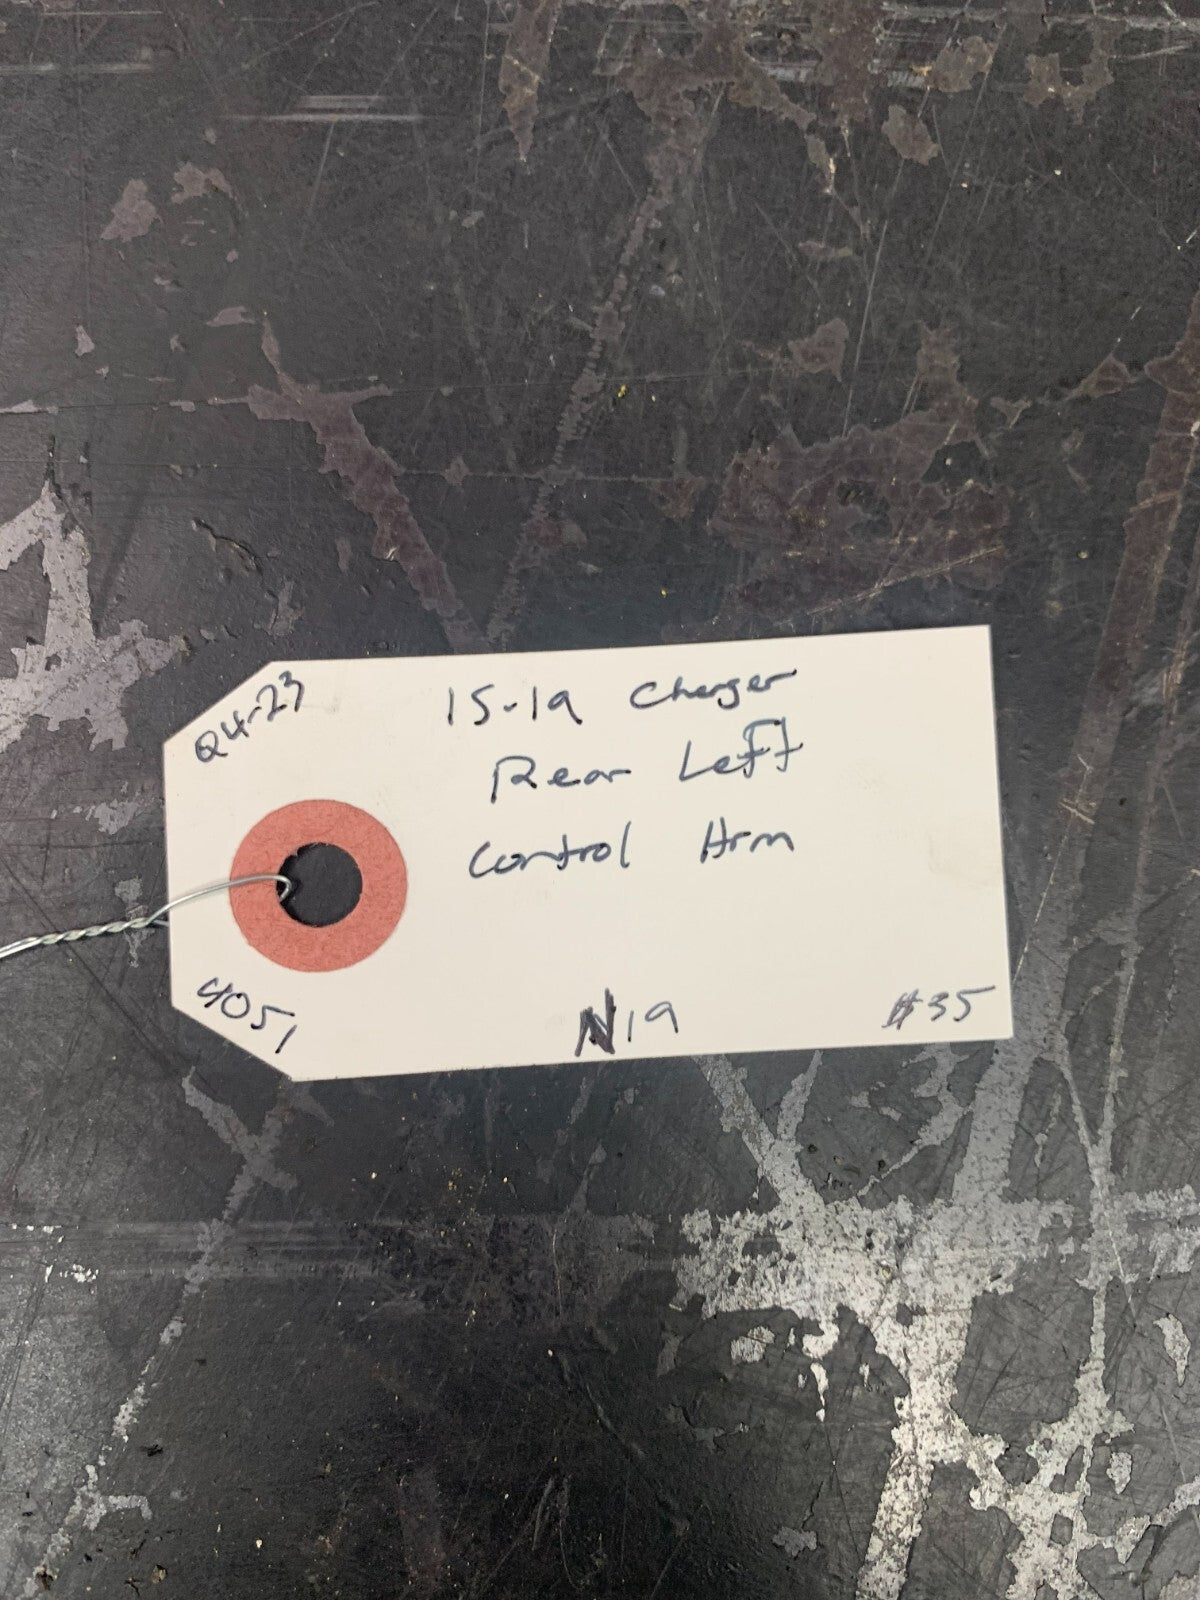 Q4-23
15-19 Charger
Rear Left
Control Arm
4051
N19
$35